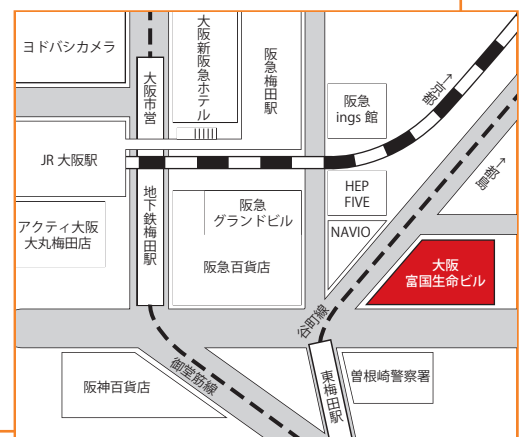 ヨドバシカメラ
大阪市営
地下鉄梅田駅
大阪新阪急ホテル
阪急梅田駅
阪急
ings 館
←京都
←都島
JR 大阪駅
HEP
FIVE
NAVIO
アクティ大阪
大丸梅田店
阪急
グランドビル
阪急百貨店
大阪
富国生命ビル
谷町線
御堂筋線
阪神百貨店
東梅田駅
曽根崎警察署